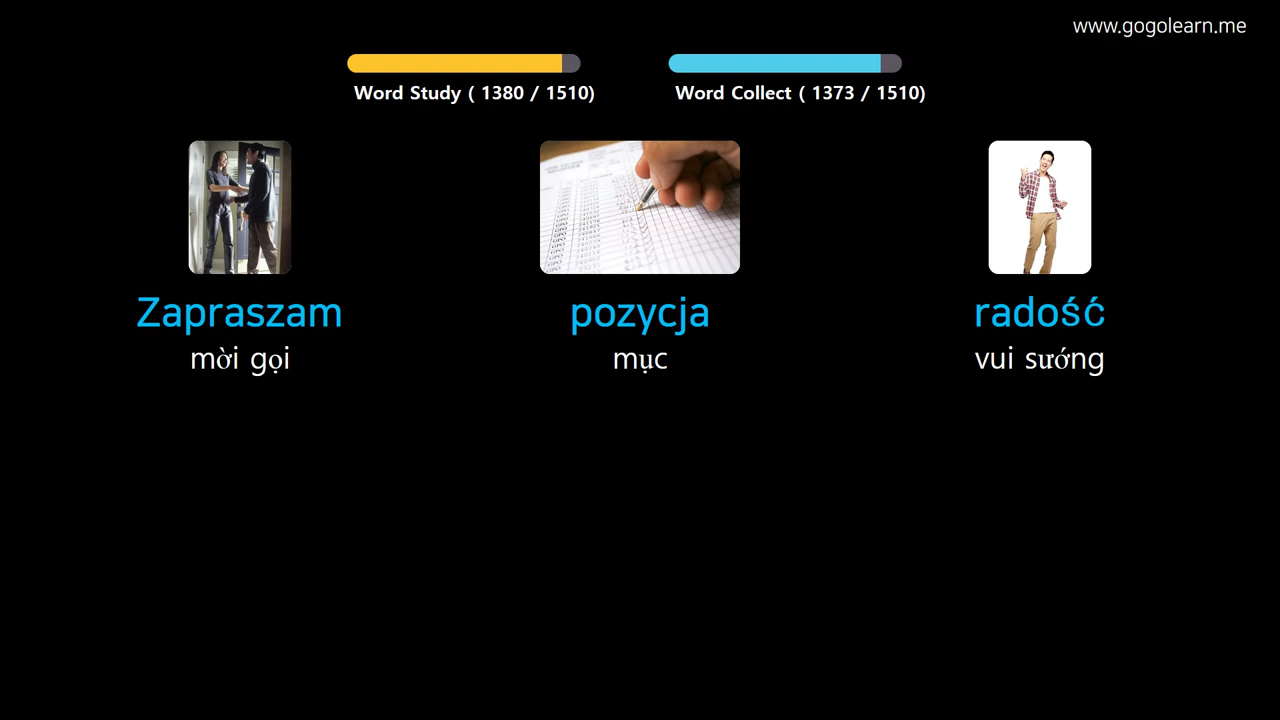 www.gogolearn.me
Word Study ( 1380 / 1510)
Word Collect ( 1373 / 1510)
Zapraszam
mời gọi
pozycja
mục
radość
vui sướng